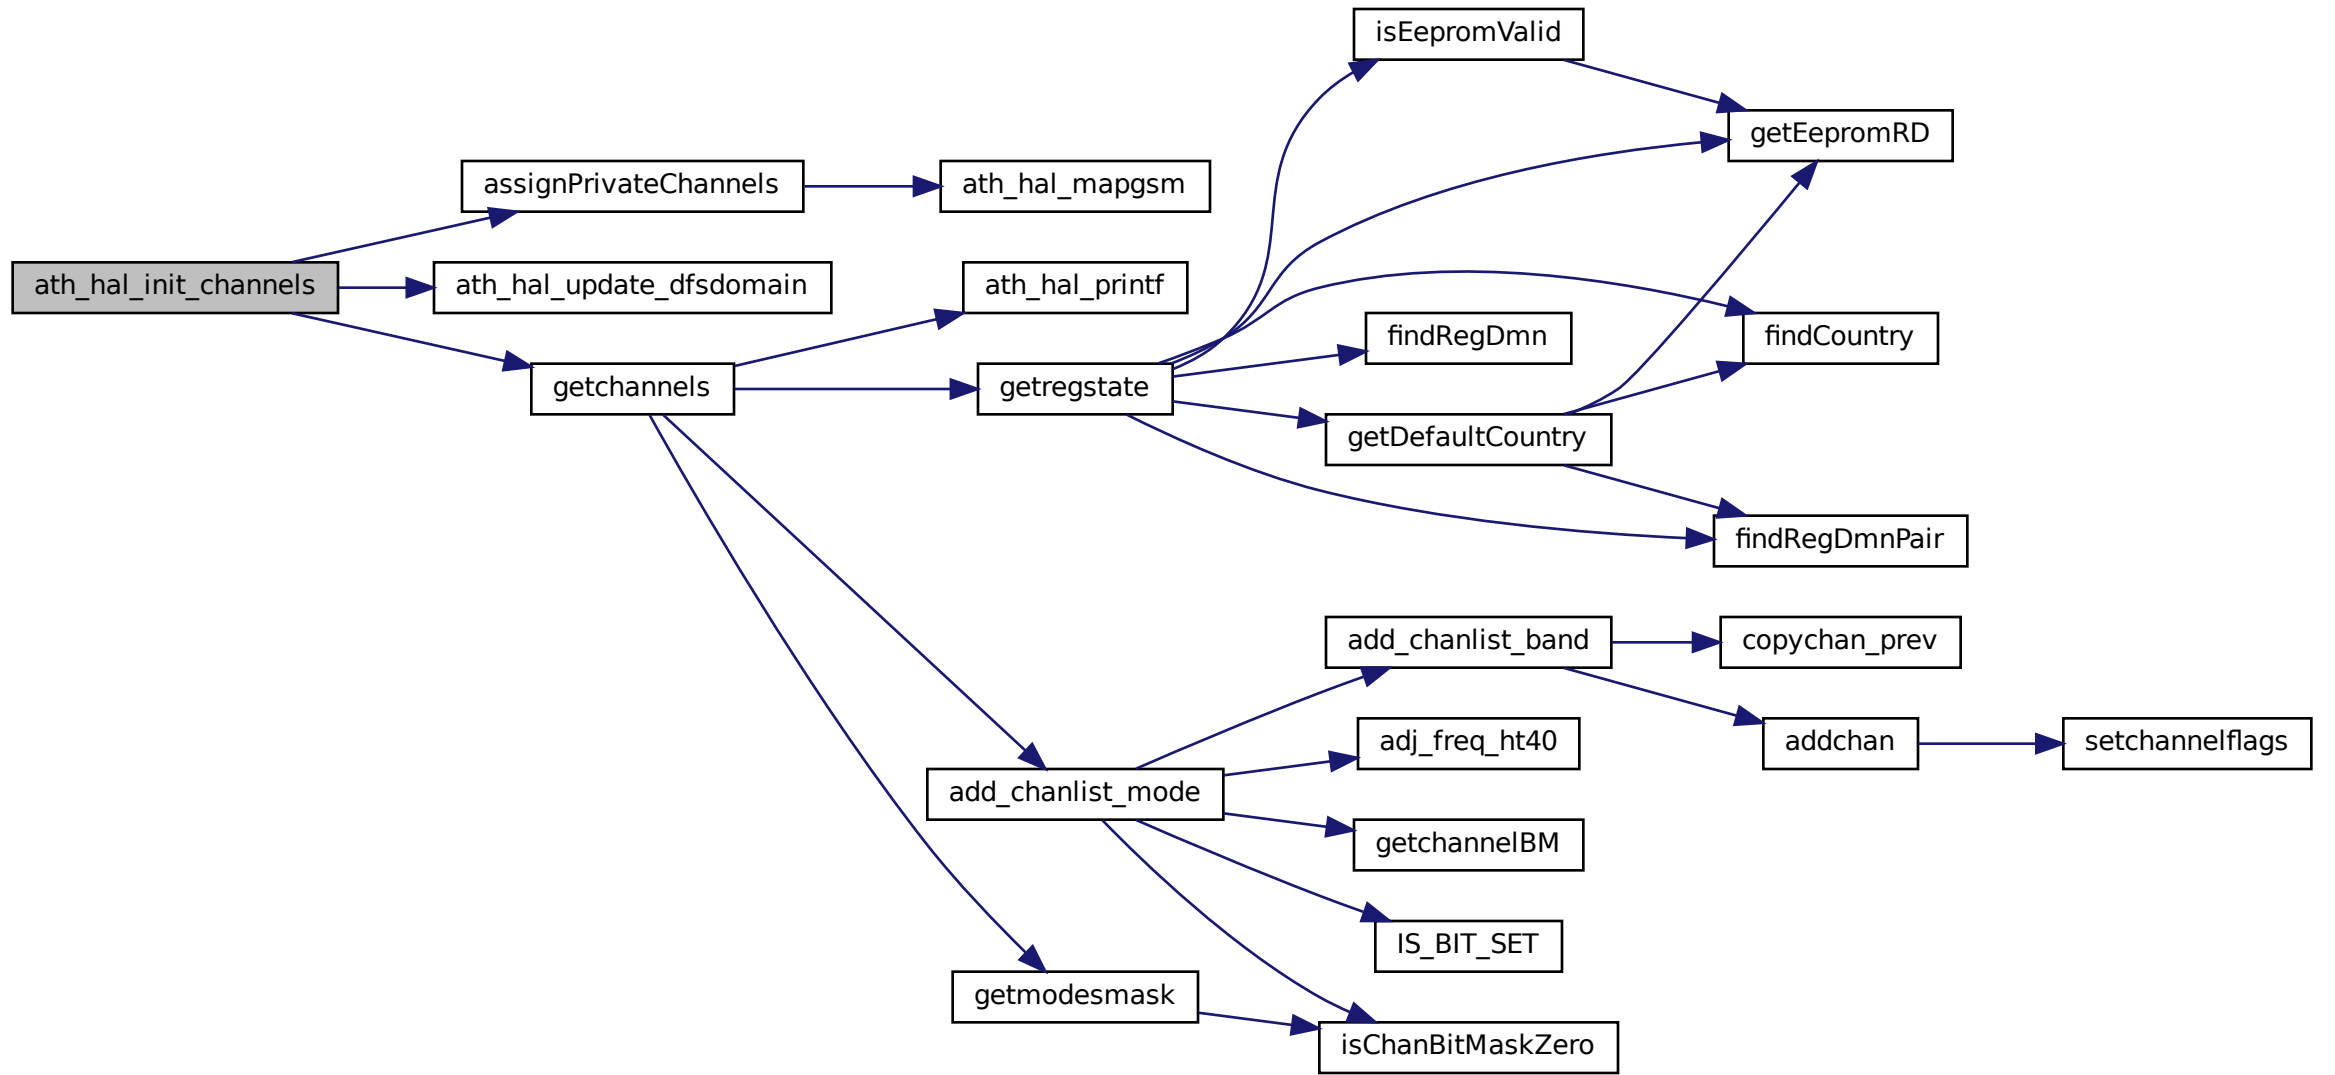 isEepromValid
getEepromRD
assignPrivateChannels
ath_hal_mapgsm
ath_hal_init_channels
ath_hal_update_dfsdomain
ath_hal_printf
findRegDmn
findCountry
getchannels
getregstate
getDefaultCountry
findRegDmnPair
add_chanlist_band
copychan_prev
adj_freq_ht40
addchan
setchannelflags
add_chanlist_mode
getchannelBM
IS_BIT_SET
getmodesmask
isChanBitMaskZero